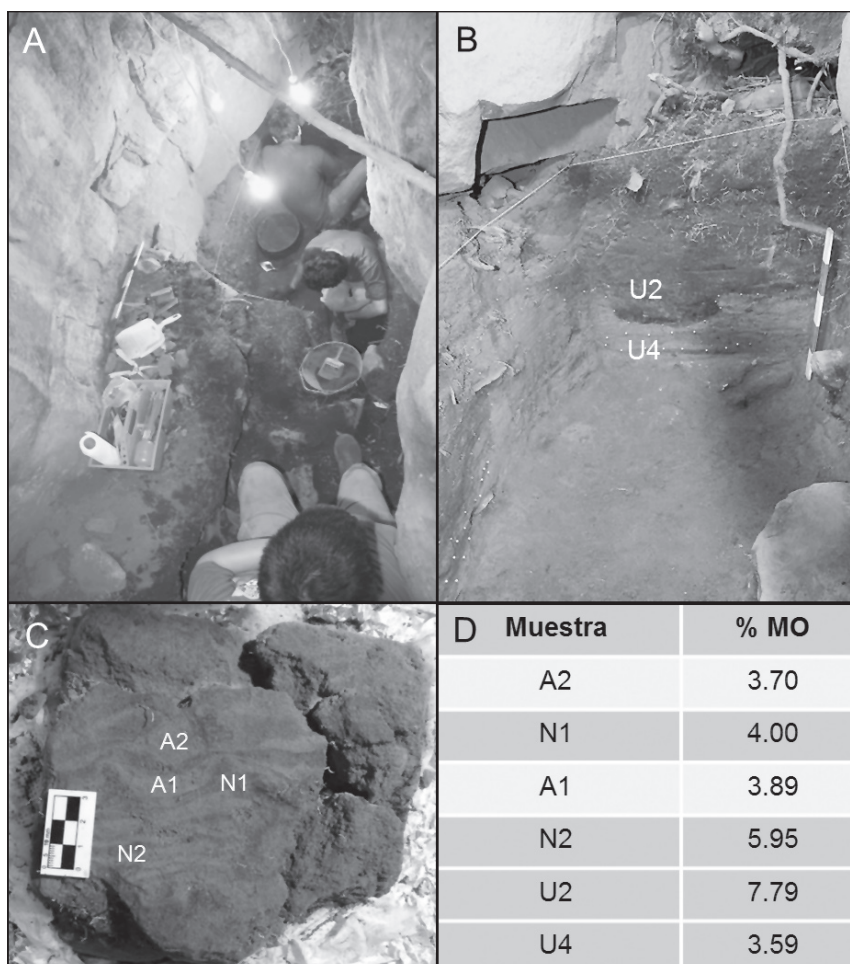 A
B
U2
U4
C
A2
A1 N1
N2
D Muestra % MO
A2 3.70
N1 4.00
A1 3.89
N2 5.95
U2 7.79
U4 3.59